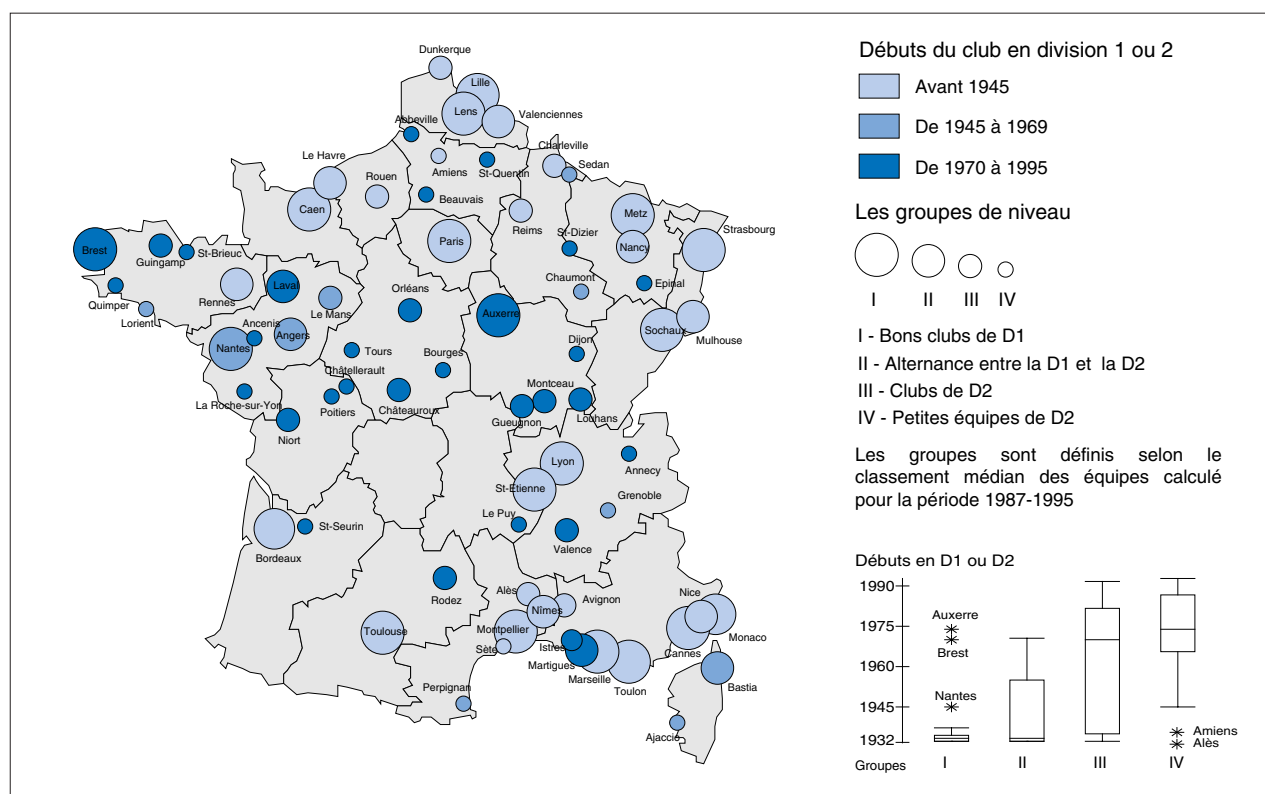 Dunkerque
Lille
Lens
Valenciennes
Abbeville
Charleville
Le Havre
Amiens
St-Quentin
Sedan
Rouen
Caen
Beauvais
Reims
Metz
Strasbourg
Paris
St-Dizier
Nancy
Brest
Guingamp
St-Brieuc
Chaumont
Epinal
Quimper
Rennes
Laval
Orléans
Lorient
Le Mans
Auxerre
Ancenis
Angers
Sochaux
Mulhouse
Nantes
Tours
Bourges
Dijon
Châtellerault
Montceau
La Roche-sur-Yon
Poitiers
Châteauroux
Gueugnon
Louhans
Niort
Lyon
Annecy
St-Etienne
Grenoble
Le Puy
St-Seurin
Valence
Bordeaux
Rodez
Alès
Avignon
Nice
Nîmes
Toulouse
Montpellier
Monaco
Sète
Istres
Cannes
Martigues
Marseille
Toulon
Bastia
Perpignan
Ajaccio
Débuts du club en division 1 ou 2
Avant 1945
De 1945 à 1969
De 1970 à 1995
Les groupes de niveau
I II III IV
I - Bons clubs de D1
II - Alternance entre la D1 et la D2
III - Clubs de D2
IV - Petites équipes de D2
Les groupes sont définis selon le
classement médian des équipes calculé
pour la période 1987-1995
Débuts en D1 ou D2
1990
1975
1960
1945
1932
Auxerre
Brest
Nantes
Amiens
Alès
Groupes I II III IV